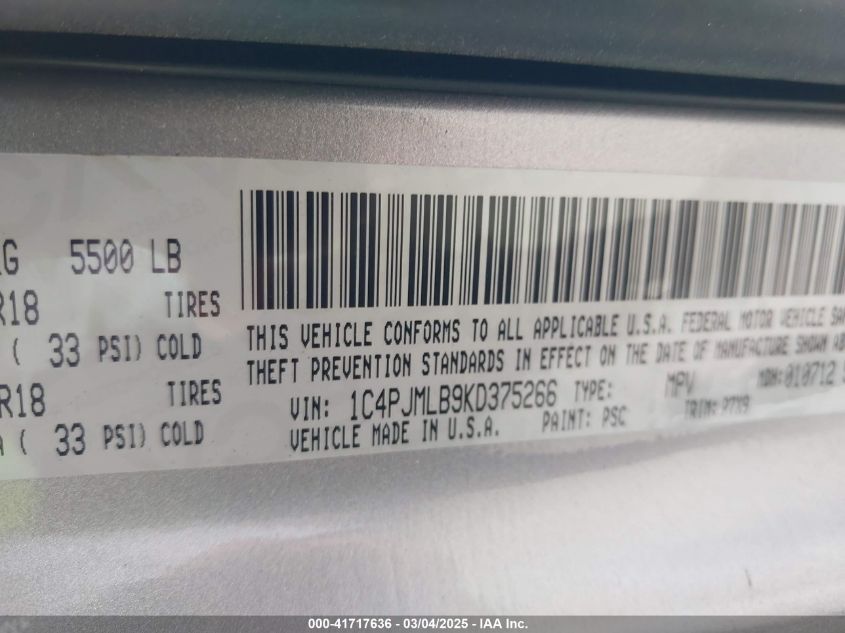 5500 LB
R18 TIRES
( 33 PSI) COLD
R18 TIRES
( 33 PSI) COLD
THIS VEHICLE CONFORMS TO ALL APPLICABLE U.S.A. FEDERAL MOTOR VEHICLE
THEFT PREVENTION STANDARDS IN EFFECT ON THE DATE OF MANUFACTURE SHOWN
VIN: 1C4PJMLB9KD375266 TYPE: MPV MDH: 010712
VEHICLE MADE IN U.S.A. PAINT: PSC TRIM:
000-41717636 - 03/04/2025 - IAA Inc.